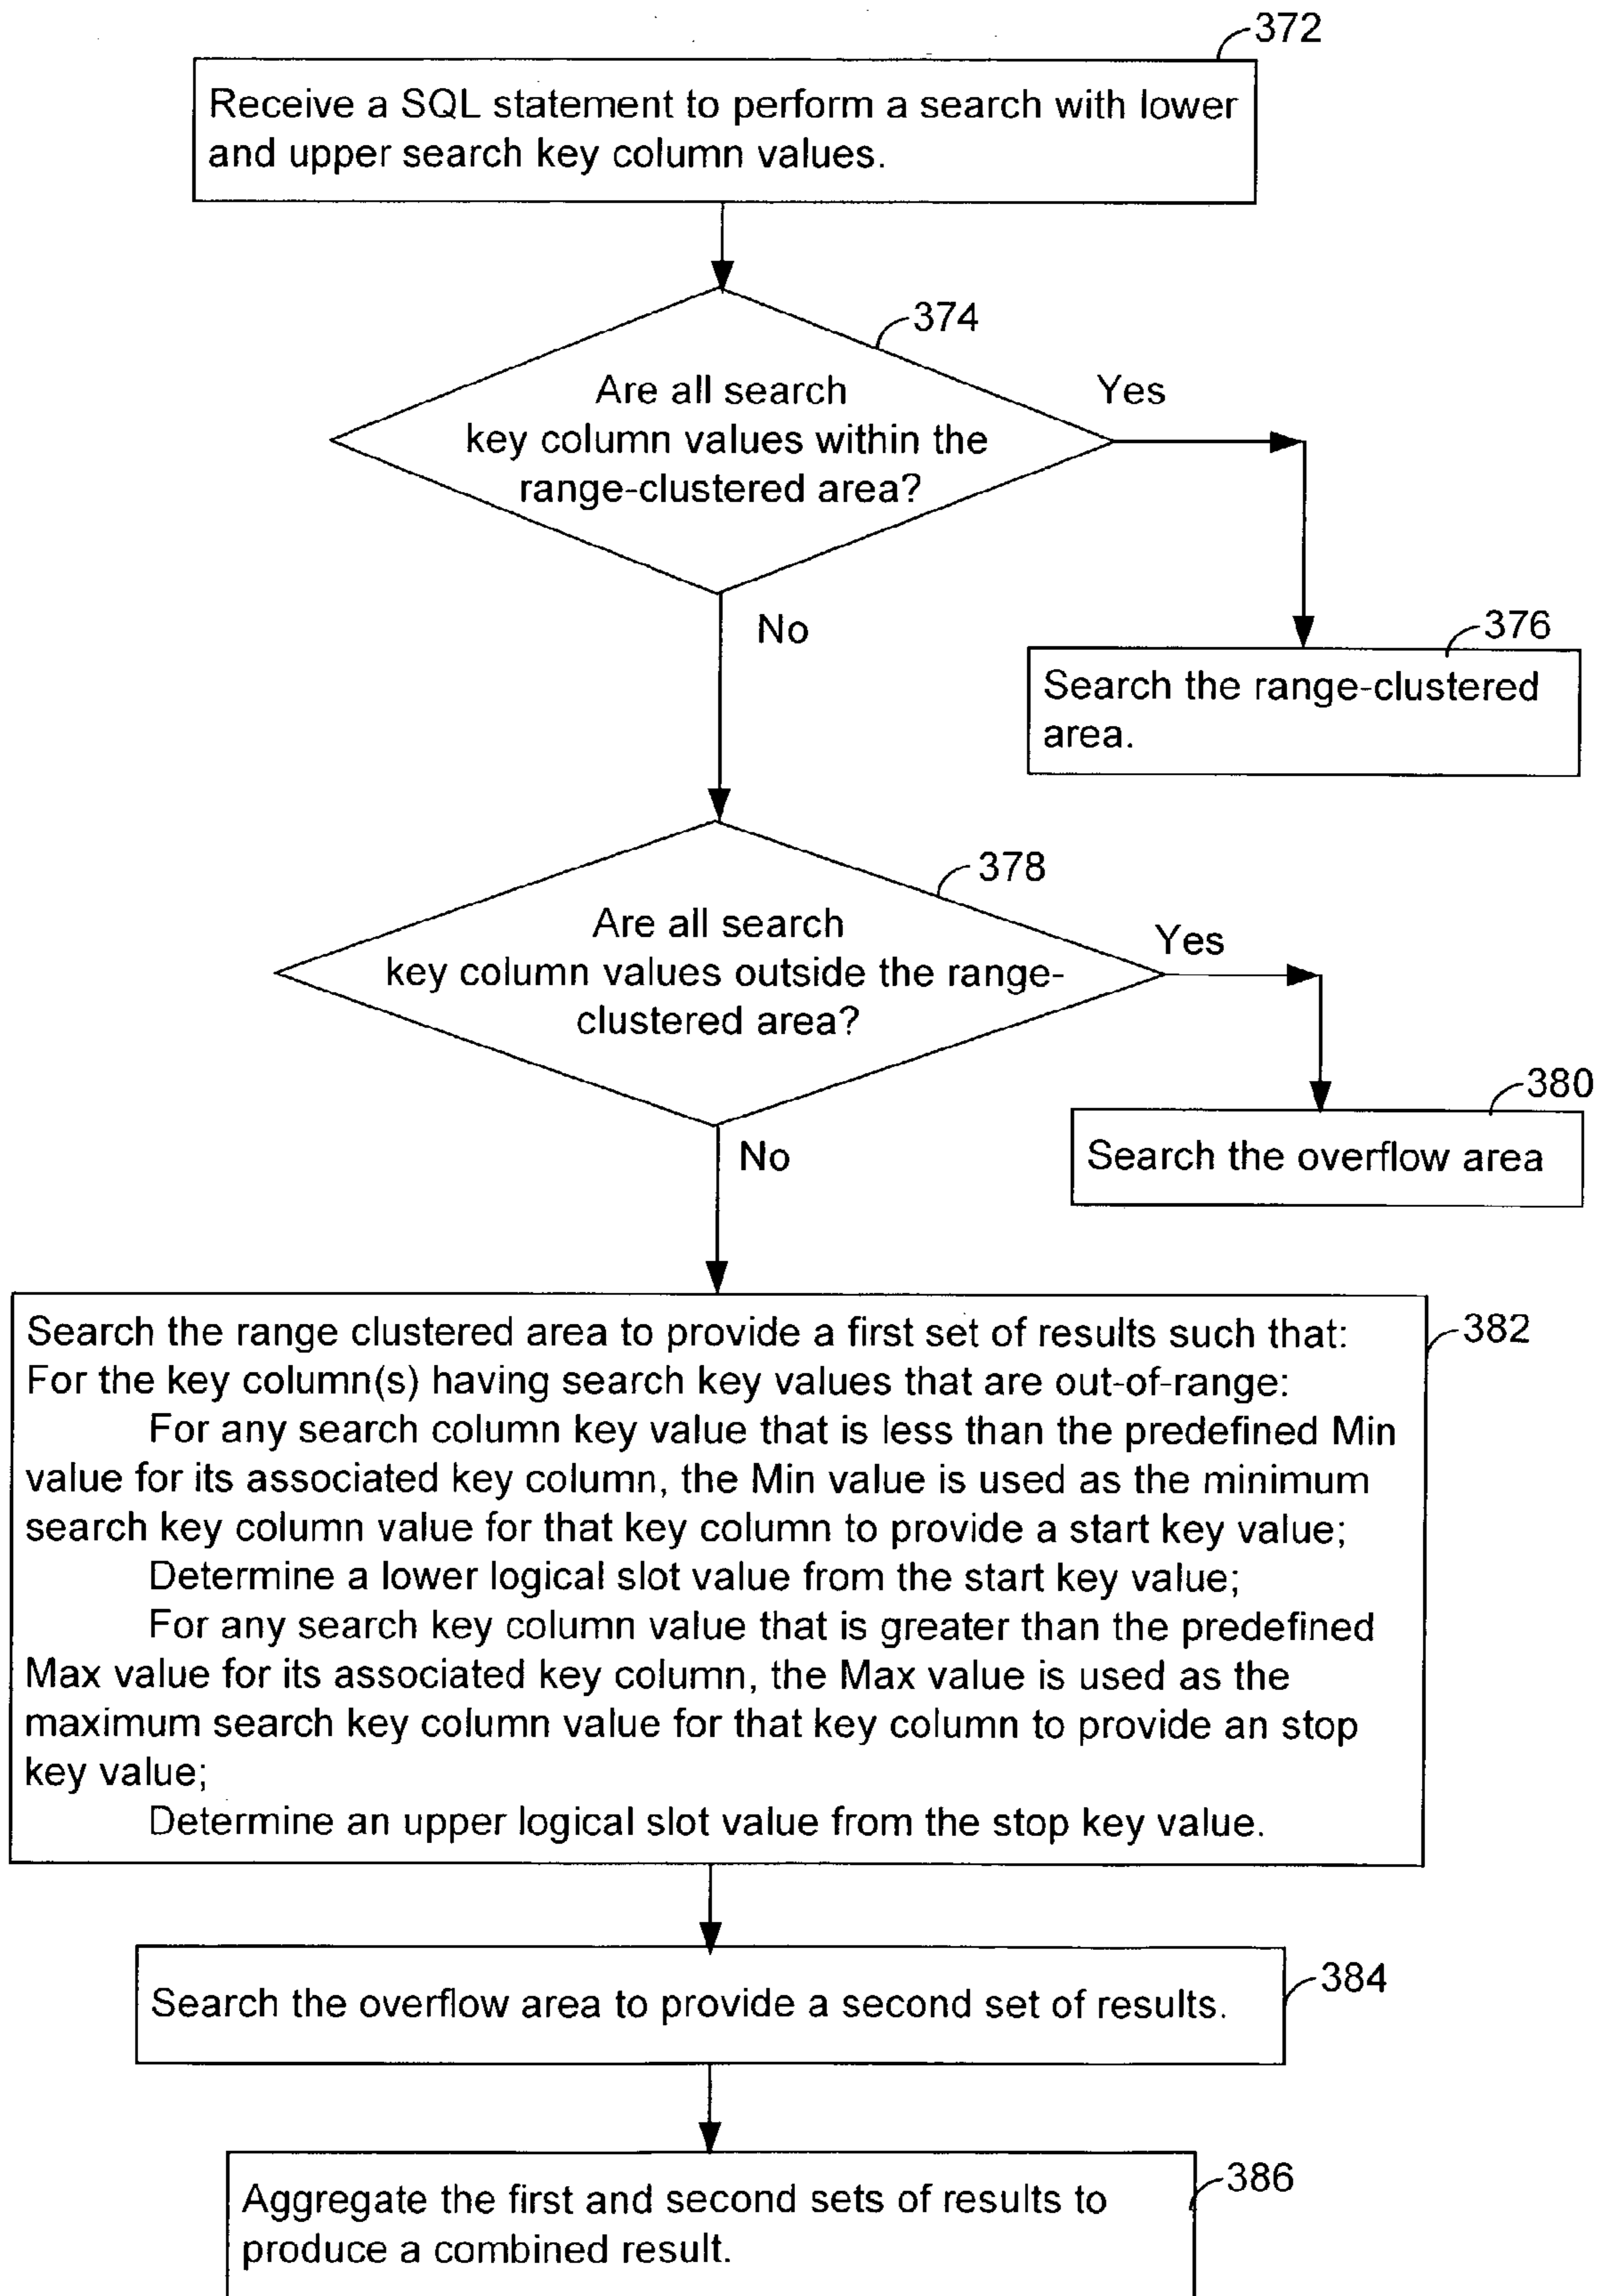 372
Receive a SQL statement to perform a search with lower
and upper search key column values.
374
Are all search
key column values within the
range-clustered area?
Yes
No
376
Search the range-clustered
area.
378
Are all search
key column values outside the range-
clustered area?
Yes
No
380
Search the overflow area
382
Search the range clustered area to provide a first set of results such that:
For the key column(s) having search key values that are out-of-range:
For any search column key value that is less than the predefined Min
value for its associated key column, the Min value is used as the minimum
search key column value for that key column to provide a start key value;
Determine a lower logical slot value from the start key value;
For any search key column value that is greater than the predefined
Max value for its associated key column, the Max value is used as the
maximum search key column value for that key column to provide an stop
key value;
Determine an upper logical slot value from the stop key value.
384
Search the overflow area to provide a second set of results.
386
Aggregate the first and second sets of results to
produce a combined result.